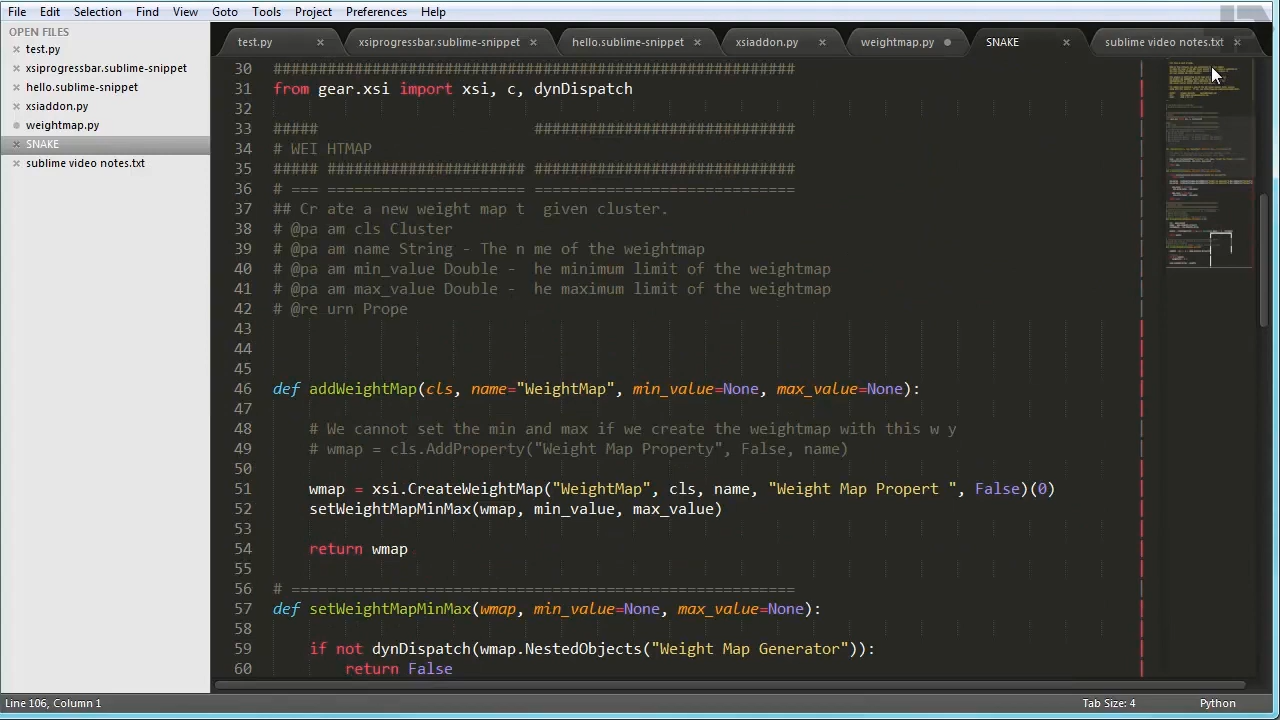 File Edit Selection Find View Goto Tools Project Preferences Help
OPEN FILES
test.py
xsiprogressbar.sublime-snippet
hello.sublime-snippet
xsiaddon.py
weightmap.py
SNAKE
sublime video notes.txt
test.py xsiprogressbar.sublime-snippet hello.sublime-snippet xsiaddon.py weightmap.py SNAKE sublime video notes.txt
30 ##########################################################
31 from gear.xsi import xsi, c, dynDispatch
32
33 ##### #############################
34 # WEI HTMAP
35 ##### ###################### #############################
36 # === ====================== =============================
37 ## Cr ate a new weight map t  given cluster.
38 # @pa am cls Cluster
39 # @pa am name String - The n me of the weightmap
40 # @pa am min_value Double -  he minimum limit of the weightmap
41 # @pa am max_value Double -  he maximum limit of the weightmap
42 # @re urn Prope
43
44
45
46 def addWeightMap(cls, name="WeightMap", min_value=None, max_value=None):
47
48 # We cannot set the min and max if we create the weightmap with this w y
49 # wmap = cls.AddProperty("Weight Map Property", False, name)
50
51 wmap = xsi.CreateWeightMap("WeightMap", cls, name, "Weight Map Propert ", False)(0)
52 setWeightMapMinMax(wmap, min_value, max_value)
53
54 return wmap
55
56 # ========================================================
57 def setWeightMapMinMax(wmap, min_value=None, max_value=None):
58
59 if not dynDispatch(wmap.NestedObjects("Weight Map Generator")):
60 return False
Line 106, Column 1 Tab Size: 4 Python